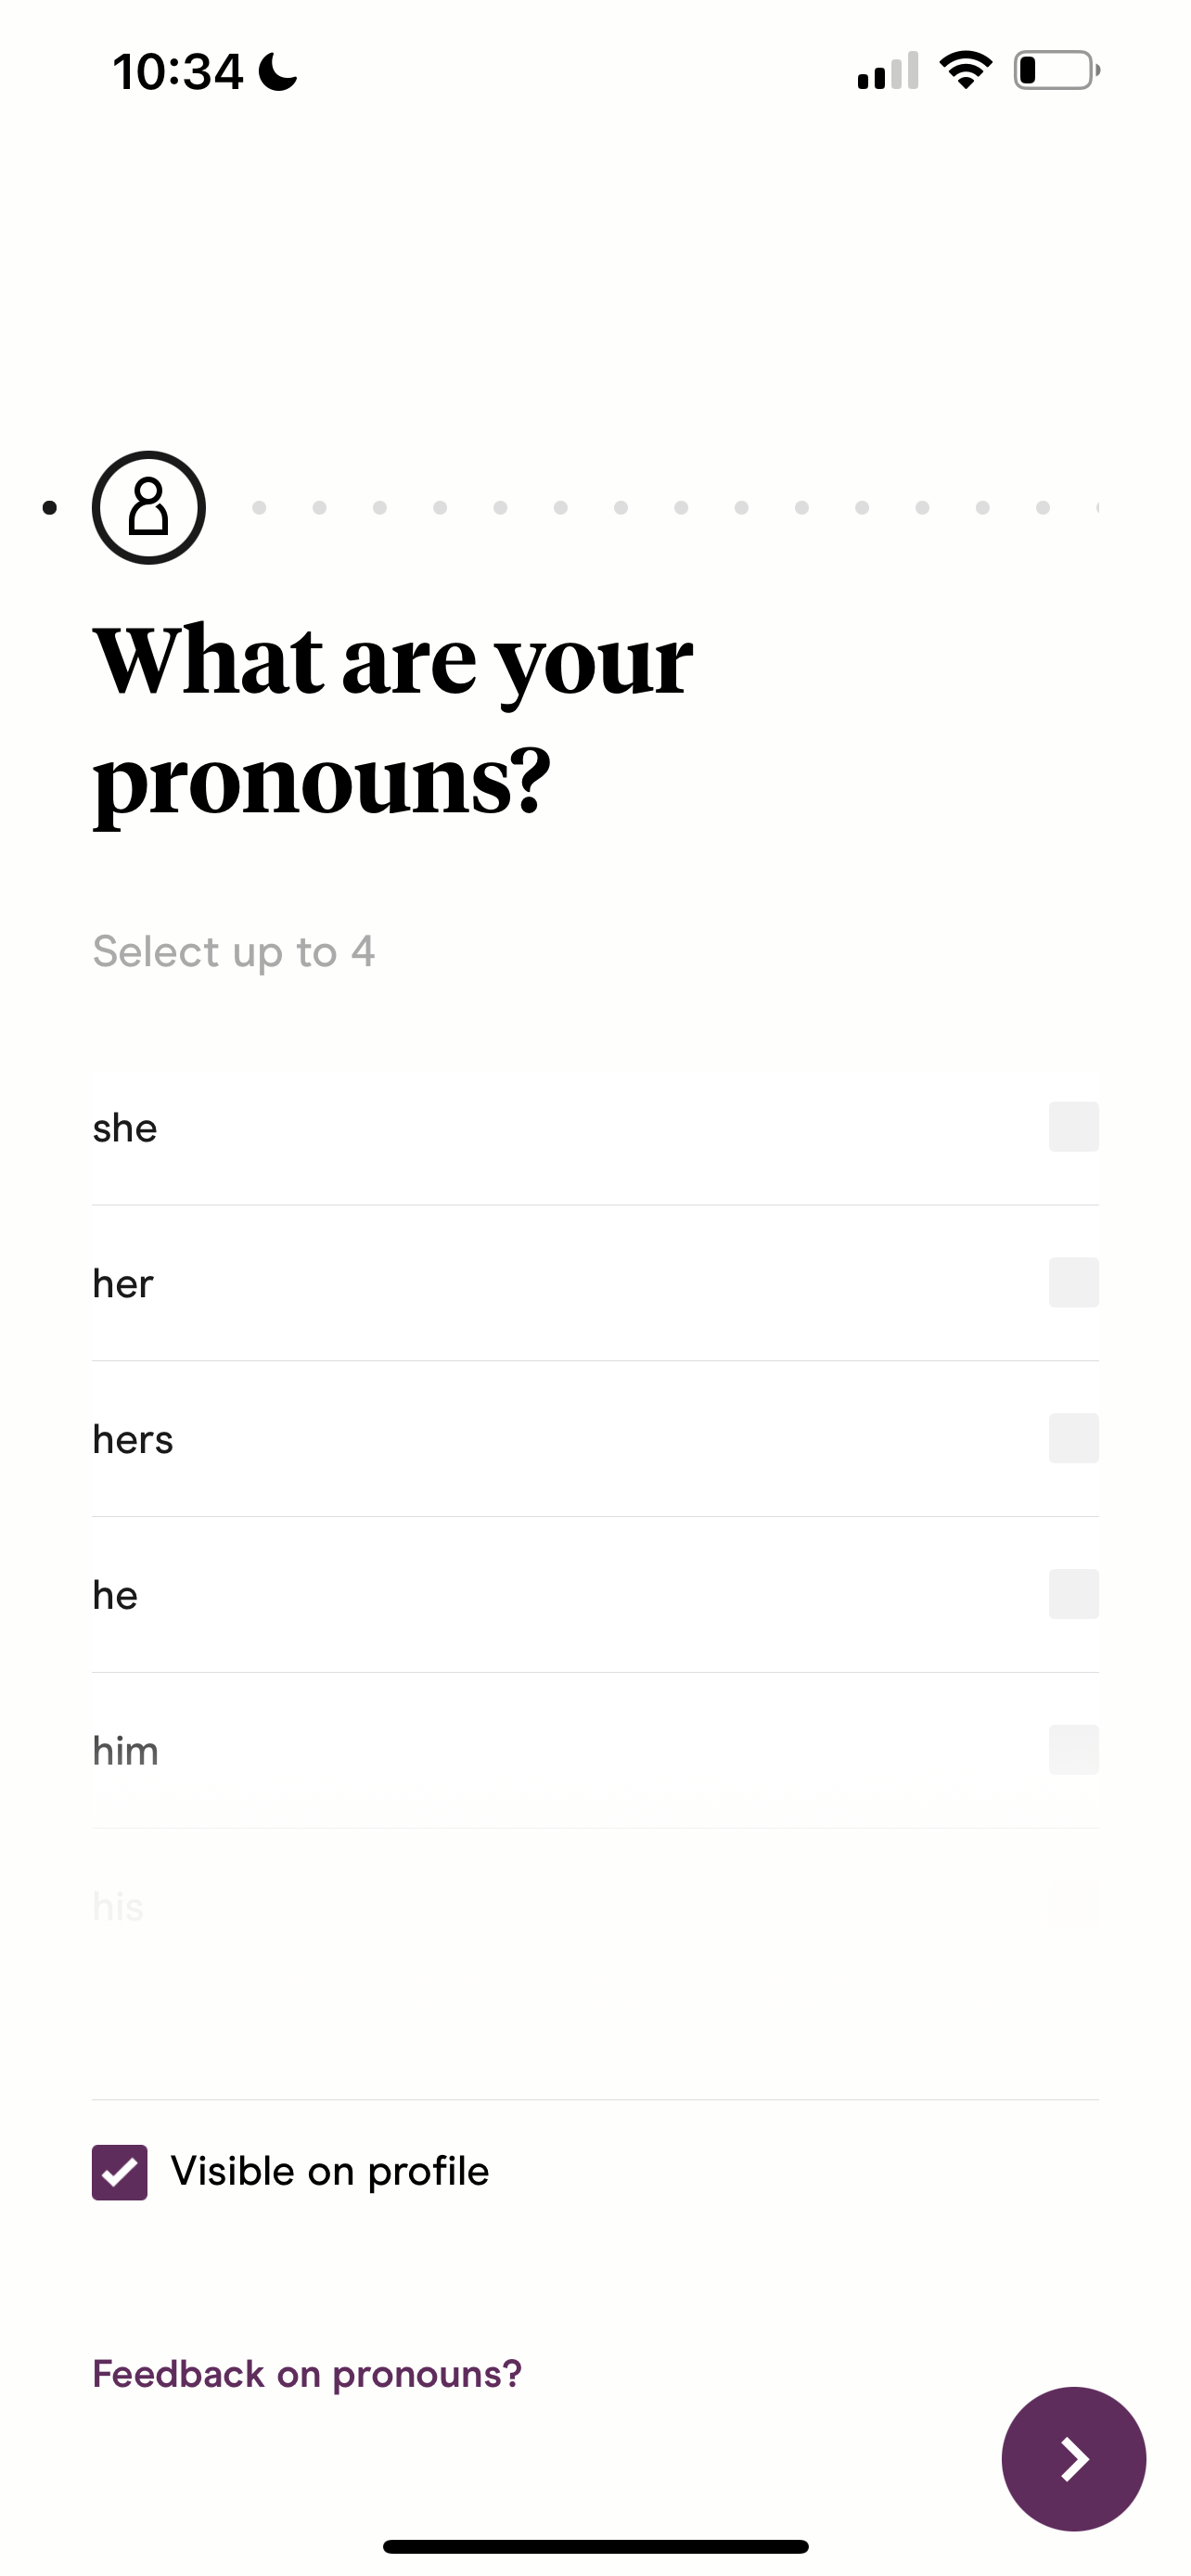 10:34
What are your
pronouns?
Select up to 4
she
her
hers
he
him
his
Visible on profile
Feedback on pronouns?